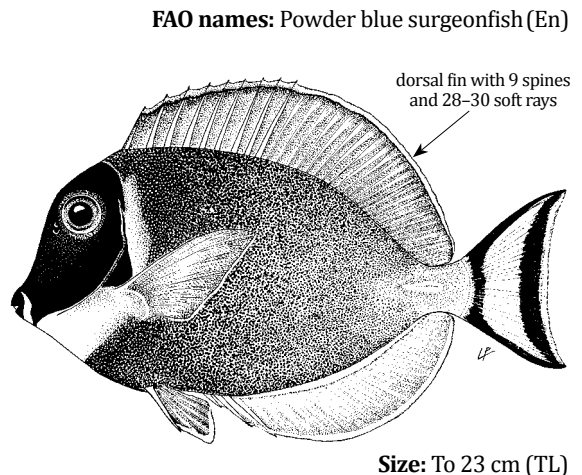 FAO names: Powder blue surgeonfish (En)
dorsal fin with 9 spines
and 28–30 soft rays
Size: To 23 cm (TL)